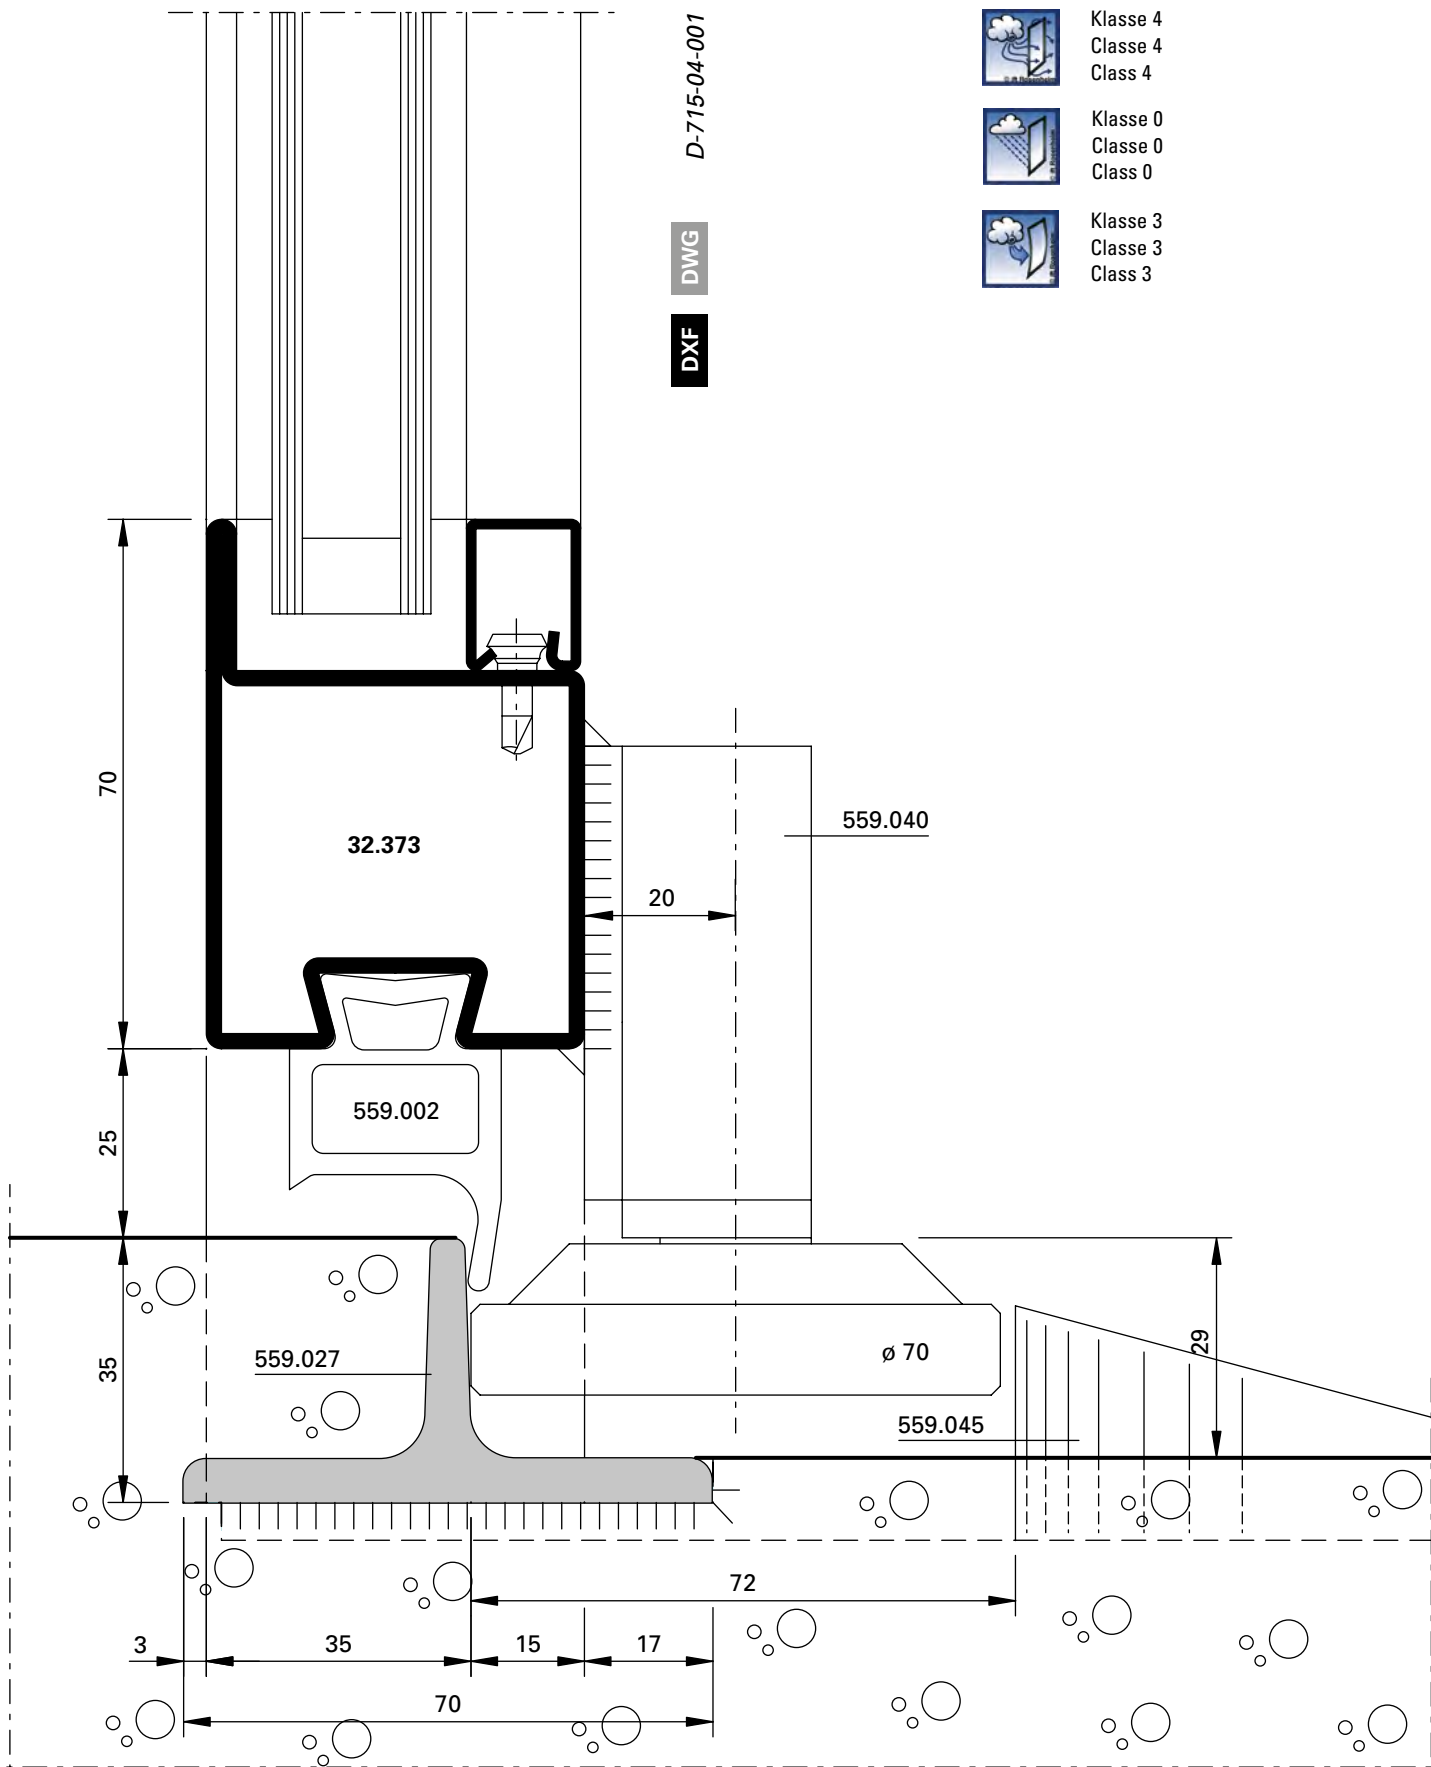 D-715-04-001
DWG
DXF
Klasse 4
Classe 4
Class 4
Klasse 0
Classe 0
Class 0
Klasse 3
Classe 3
Class 3
70
32.373
559.040
20
559.002
25
35
559.027
ø 70
29
559.045
72
3
35
15
17
70